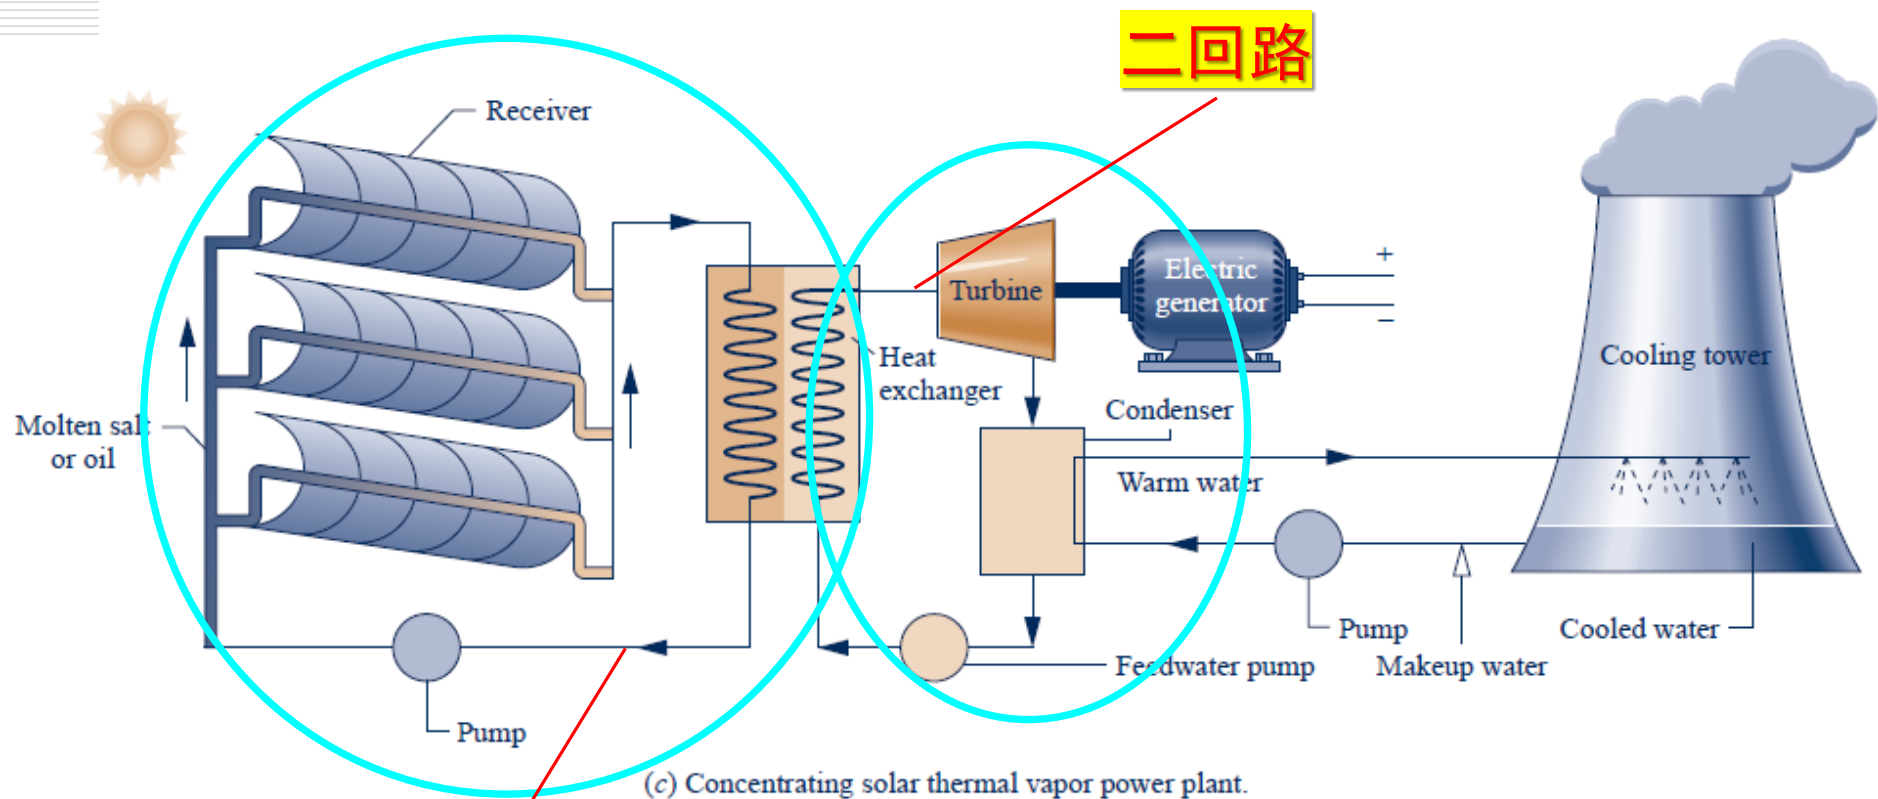 二回路
Receiver
Molten salt
or oil
Heat
exchanger
Turbine
Electric
generator
+
−
Condenser
Warm water
Cooling tower
Pump
Makeup water
Cooled water
Feedwater pump
Pump
(c) Concentrating solar thermal vapor power plant.